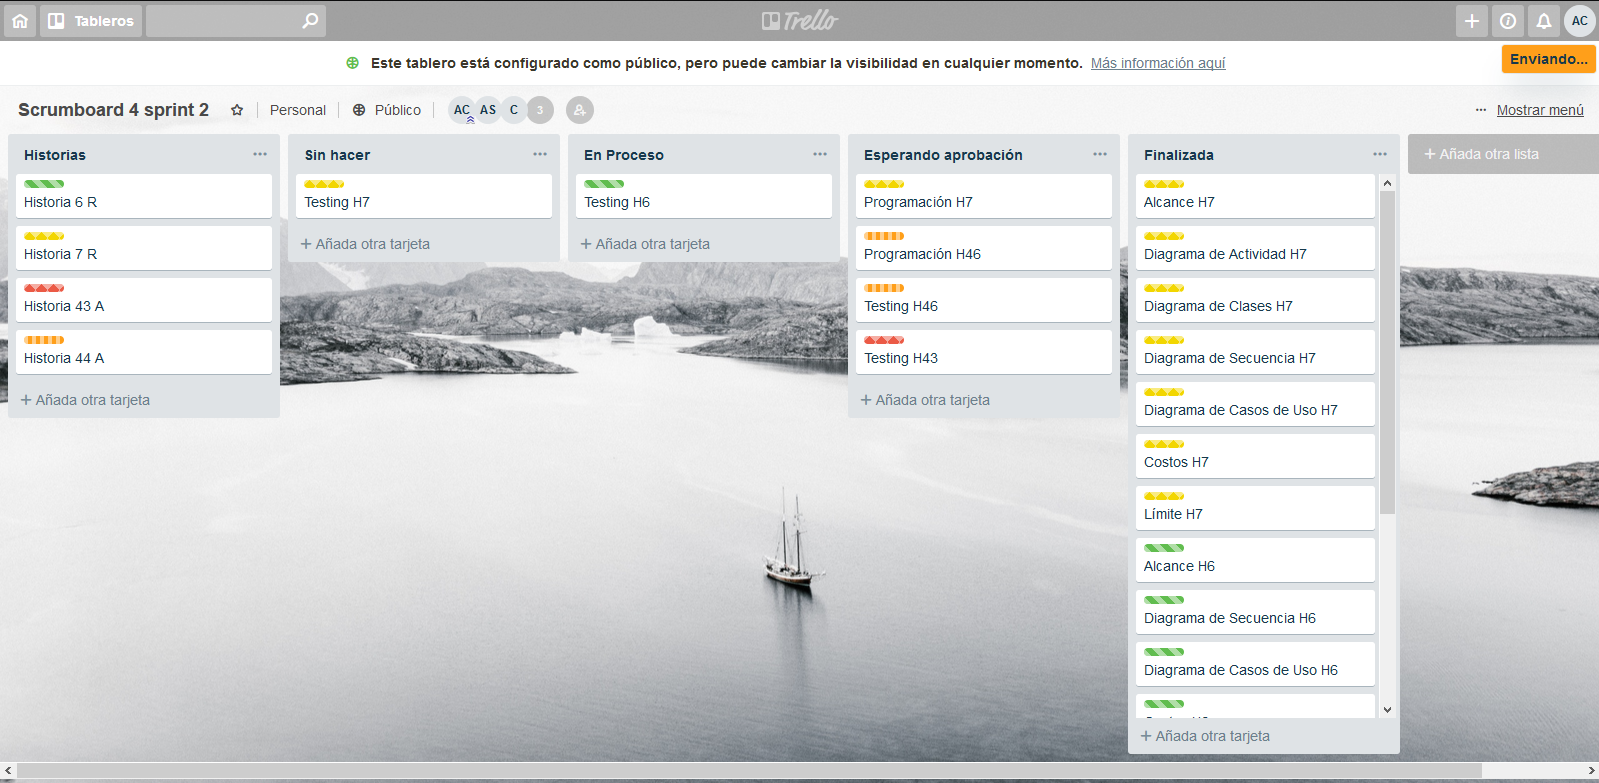 Tableros
Trello
AC
Este tablero está configurado como público, pero puede cambiar la visibilidad en cualquier momento. Más información aquí
Enviando...
Scrumboard 4 sprint 2
Personal
Público
AC AS C 3
Mostrar menú
Historias
Historia 6 R
Historia 7 R
Historia 43 A
Historia 44 A
+ Añada otra tarjeta
Sin hacer
Testing H7
+ Añada otra tarjeta
En Proceso
Testing H6
+ Añada otra tarjeta
Esperando aprobación
Programación H7
Programación H46
Testing H46
Testing H43
+ Añada otra tarjeta
Finalizada
Alcance H7
Diagrama de Actividad H7
Diagrama de Clases H7
Diagrama de Secuencia H7
Diagrama de Casos de Uso H7
Costos H7
Límite H7
Alcance H6
Diagrama de Secuencia H6
Diagrama de Casos de Uso H6
+ Añada otra tarjeta
+ Añada otra lista